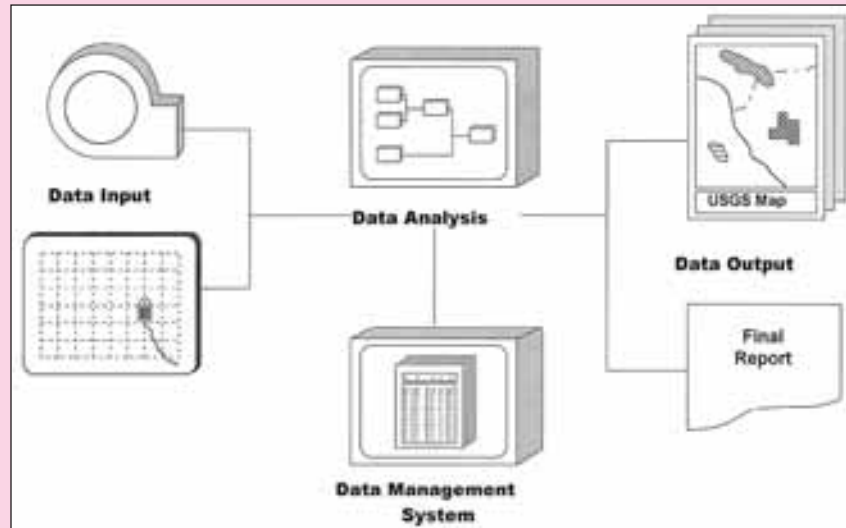 Data Input
Data Analysis
USGS Map
Data Output
Final
Report
Data Management
System